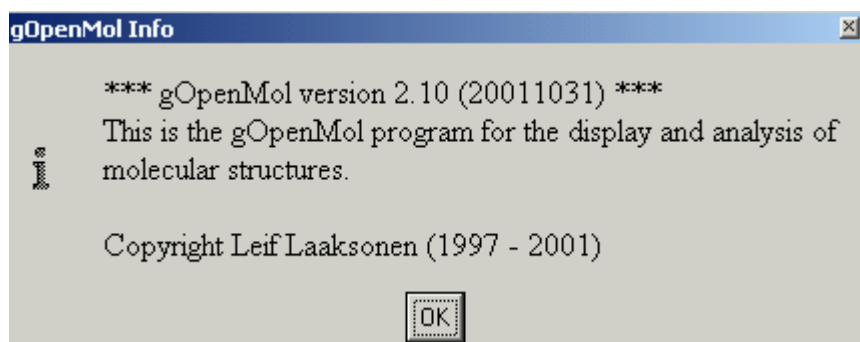 gOpenMol Info
*** gOpenMol version 2.10 (20011031) ***
This is the gOpenMol program for the display and analysis of
molecular structures.
Copyright Leif Laaksonen (1997 - 2001)
OK